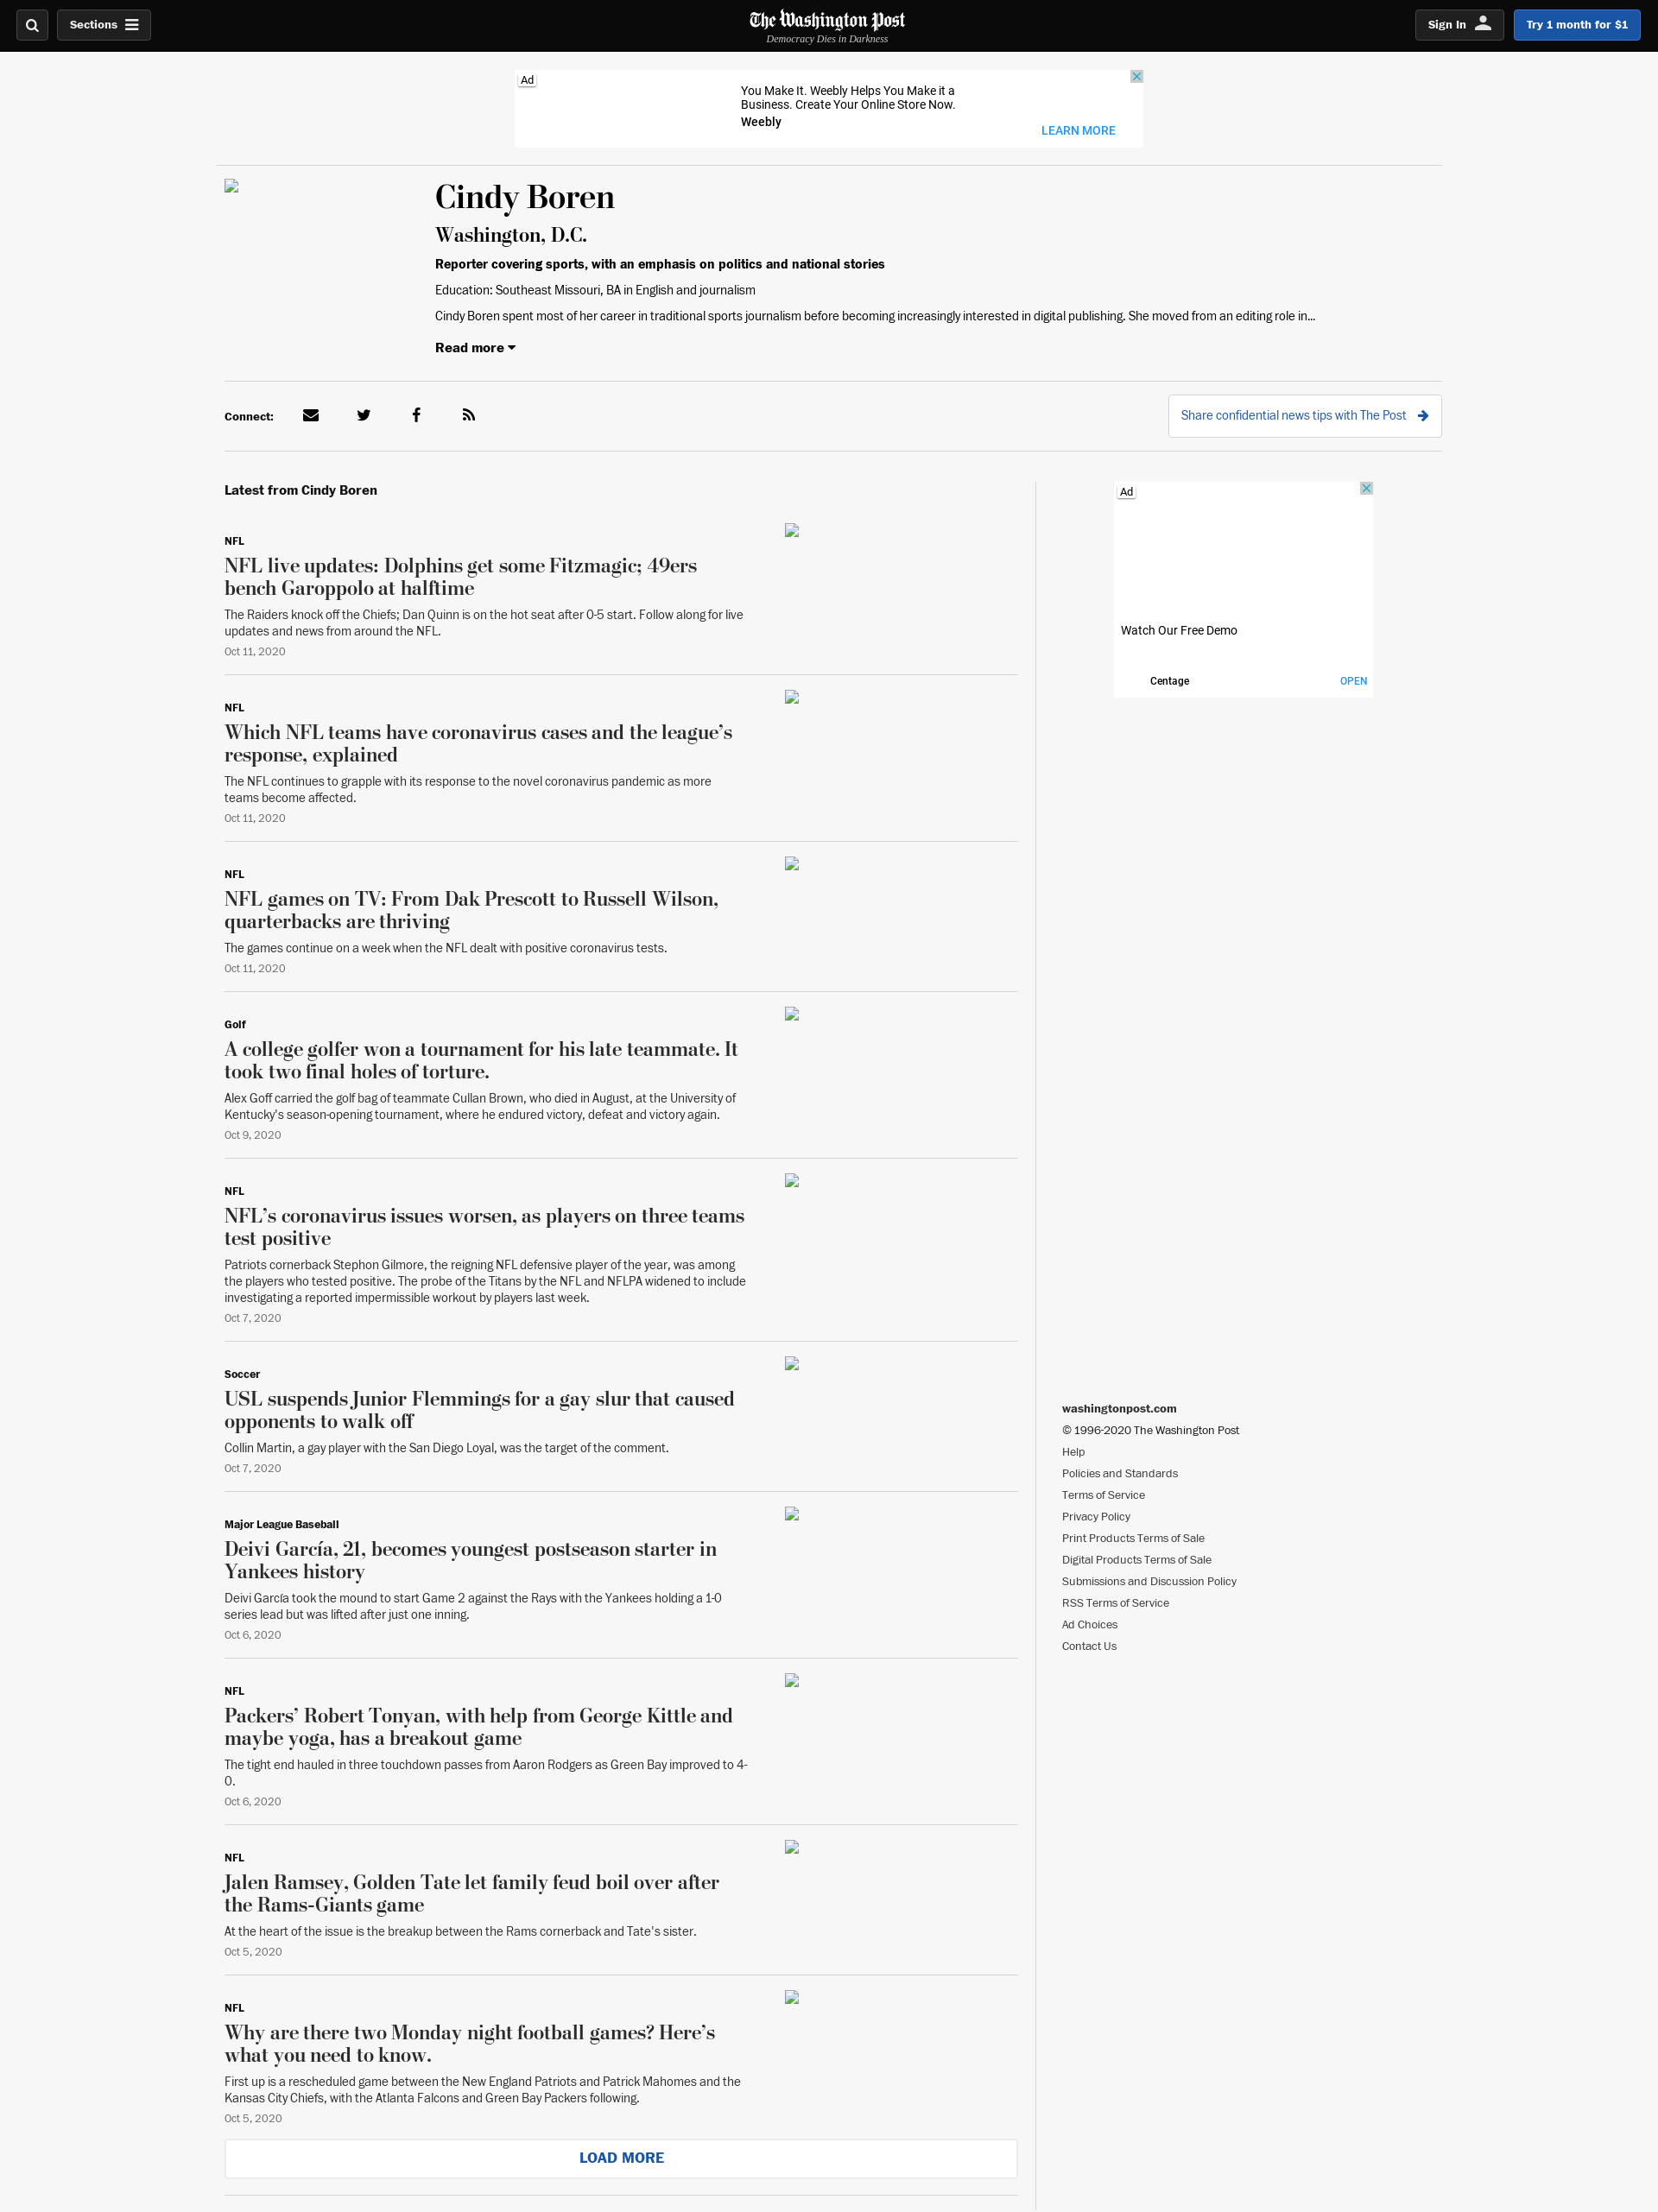 Sections
The Washington Post
Democracy Dies in Darkness
Sign In
Try 1 month for $1
Ad
You Make It. Weebly Helps You Make it a
Business. Create Your Online Store Now.
Weebly
LEARN MORE
Cindy Boren
Washington, D.C.
Reporter covering sports, with an emphasis on politics and national stories
Education: Southeast Missouri, BA in English and journalism
Cindy Boren spent most of her career in traditional sports journalism before becoming increasingly interested in digital publishing. She moved from an editing role in...
Read more
Connect:
Share confidential news tips with The Post
Latest from Cindy Boren
NFL
NFL live updates: Dolphins get some Fitzmagic; 49ers
bench Garoppolo at halftime
The Raiders knock off the Chiefs; Dan Quinn is on the hot seat after 0-5 start. Follow along for live
updates and news from around the NFL.
Oct 11, 2020
NFL
Which NFL teams have coronavirus cases and the league’s
response, explained
The NFL continues to grapple with its response to the novel coronavirus pandemic as more
teams become affected.
Oct 11, 2020
NFL
NFL games on TV: From Dak Prescott to Russell Wilson,
quarterbacks are thriving
The games continue on a week when the NFL dealt with positive coronavirus tests.
Oct 11, 2020
Golf
A college golfer won a tournament for his late teammate. It
took two final holes of torture.
Alex Goff carried the golf bag of teammate Cullan Brown, who died in August, at the University of
Kentucky's season-opening tournament, where he endured victory, defeat and victory again.
Oct 9, 2020
NFL
NFL’s coronavirus issues worsen, as players on three teams
test positive
Patriots cornerback Stephon Gilmore, the reigning NFL defensive player of the year, was among
the players who tested positive. The probe of the Titans by the NFL and NFLPA widened to include
investigating a reported impermissible workout by players last week.
Oct 7, 2020
Soccer
USL suspends Junior Flemmings for a gay slur that caused
opponents to walk off
Collin Martin, a gay player with the San Diego Loyal, was the target of the comment.
Oct 7, 2020
Major League Baseball
Deivi García, 21, becomes youngest postseason starter in
Yankees history
Deivi García took the mound to start Game 2 against the Rays with the Yankees holding a 1-0
series lead but was lifted after just one inning.
Oct 6, 2020
NFL
Packers’ Robert Tonyan, with help from George Kittle and
maybe yoga, has a breakout game
The tight end hauled in three touchdown passes from Aaron Rodgers as Green Bay improved to 4-
0.
Oct 6, 2020
NFL
Jalen Ramsey, Golden Tate let family feud boil over after
the Rams-Giants game
At the heart of the issue is the breakup between the Rams cornerback and Tate's sister.
Oct 5, 2020
NFL
Why are there two Monday night football games? Here’s
what you need to know.
First up is a rescheduled game between the New England Patriots and Patrick Mahomes and the
Kansas City Chiefs, with the Atlanta Falcons and Green Bay Packers following.
Oct 5, 2020
LOAD MORE
Ad
Watch Our Free Demo
Centage
OPEN
washingtonpost.com
© 1996-2020 The Washington Post
Help
Policies and Standards
Terms of Service
Privacy Policy
Print Products Terms of Sale
Digital Products Terms of Sale
Submissions and Discussion Policy
RSS Terms of Service
Ad Choices
Contact Us